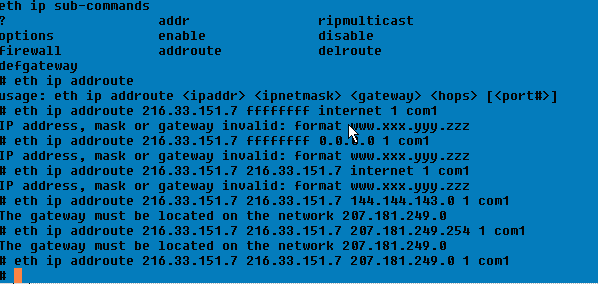 eth ip sub-commands
? addr ripmulticast
options enable disable
firewall addroute delroute
defgateway
# eth ip addroute
usage: eth ip addroute <ipaddr> <ipnetmask> <gateway> <hops> [<port#>]
# eth ip addroute 216.33.151.7 ffffffff internet 1 com1
IP address, mask or gateway invalid: format www.xxx.yyy.zzz
# eth ip addroute 216.33.151.7 ffffffff 0.0.0.0 1 com1
IP address, mask or gateway invalid: format www.xxx.yyy.zzz
# eth ip addroute 216.33.151.7 216.33.151.7 internet 1 com1
IP address, mask or gateway invalid: format www.xxx.yyy.zzz
# eth ip addroute 216.33.151.7 216.33.151.7 144.144.143.0 1 com1
The gateway must be located on the network 207.181.249.0
# eth ip addroute 216.33.151.7 216.33.151.7 207.181.249.254 1 com1
The gateway must be located on the network 207.181.249.0
# eth ip addroute 216.33.151.7 216.33.151.7 207.181.249.0 1 com1
#